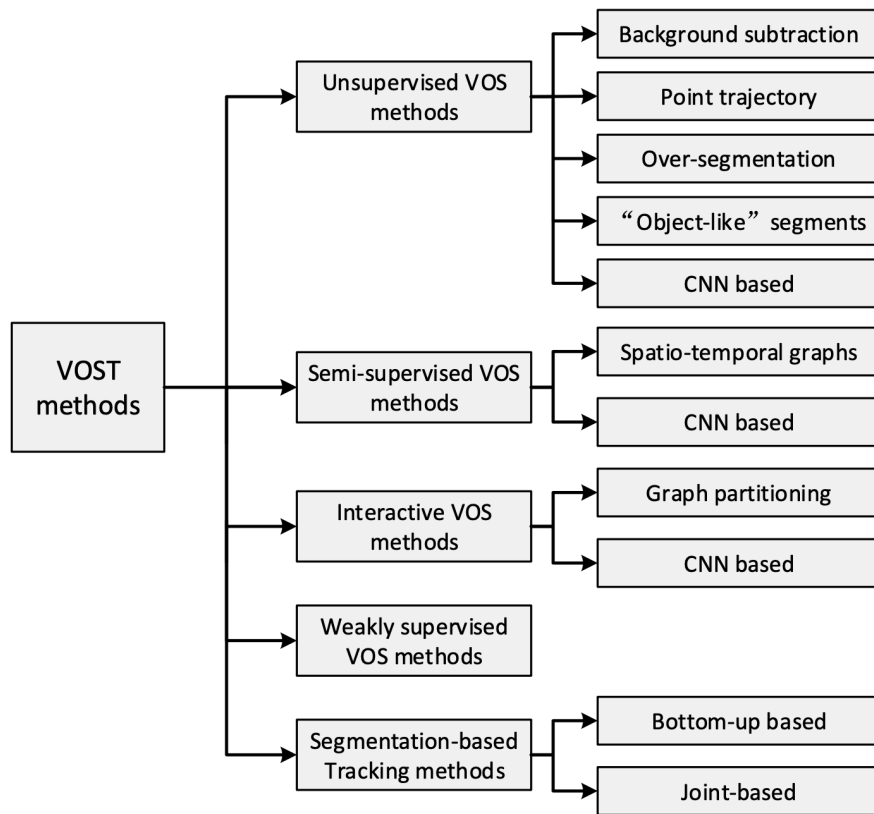 VOST
methods
Unsupervised VOS
methods
Background subtraction
Point trajectory
Over-segmentation
“Object-like” segments
CNN based
Semi-supervised VOS
methods
Spatio-temporal graphs
CNN based
Interactive VOS
methods
Graph partitioning
CNN based
Weakly supervised
VOS methods
Segmentation-based
Tracking methods
Bottom-up based
Joint-based